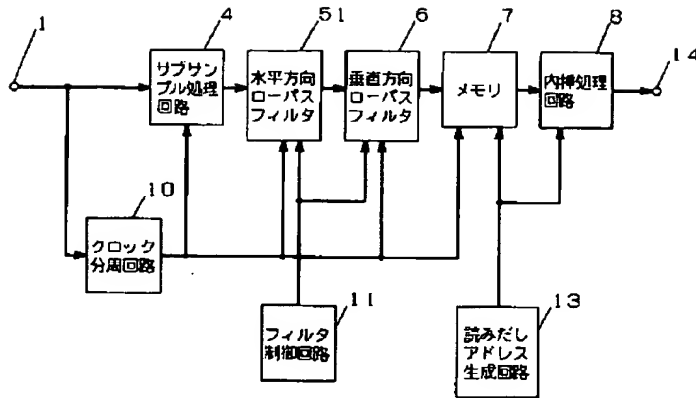 1
4
51
6
7
8
14
サブサン
プル処理
回路
水平方向
ローパス
フィルタ
垂直方向
ローパス
フィルタ
メモリ
内挿処理
回路
10
クロック
分周回路
11
フィルタ
制御回路
13
読みだし
アドレス
生成回路